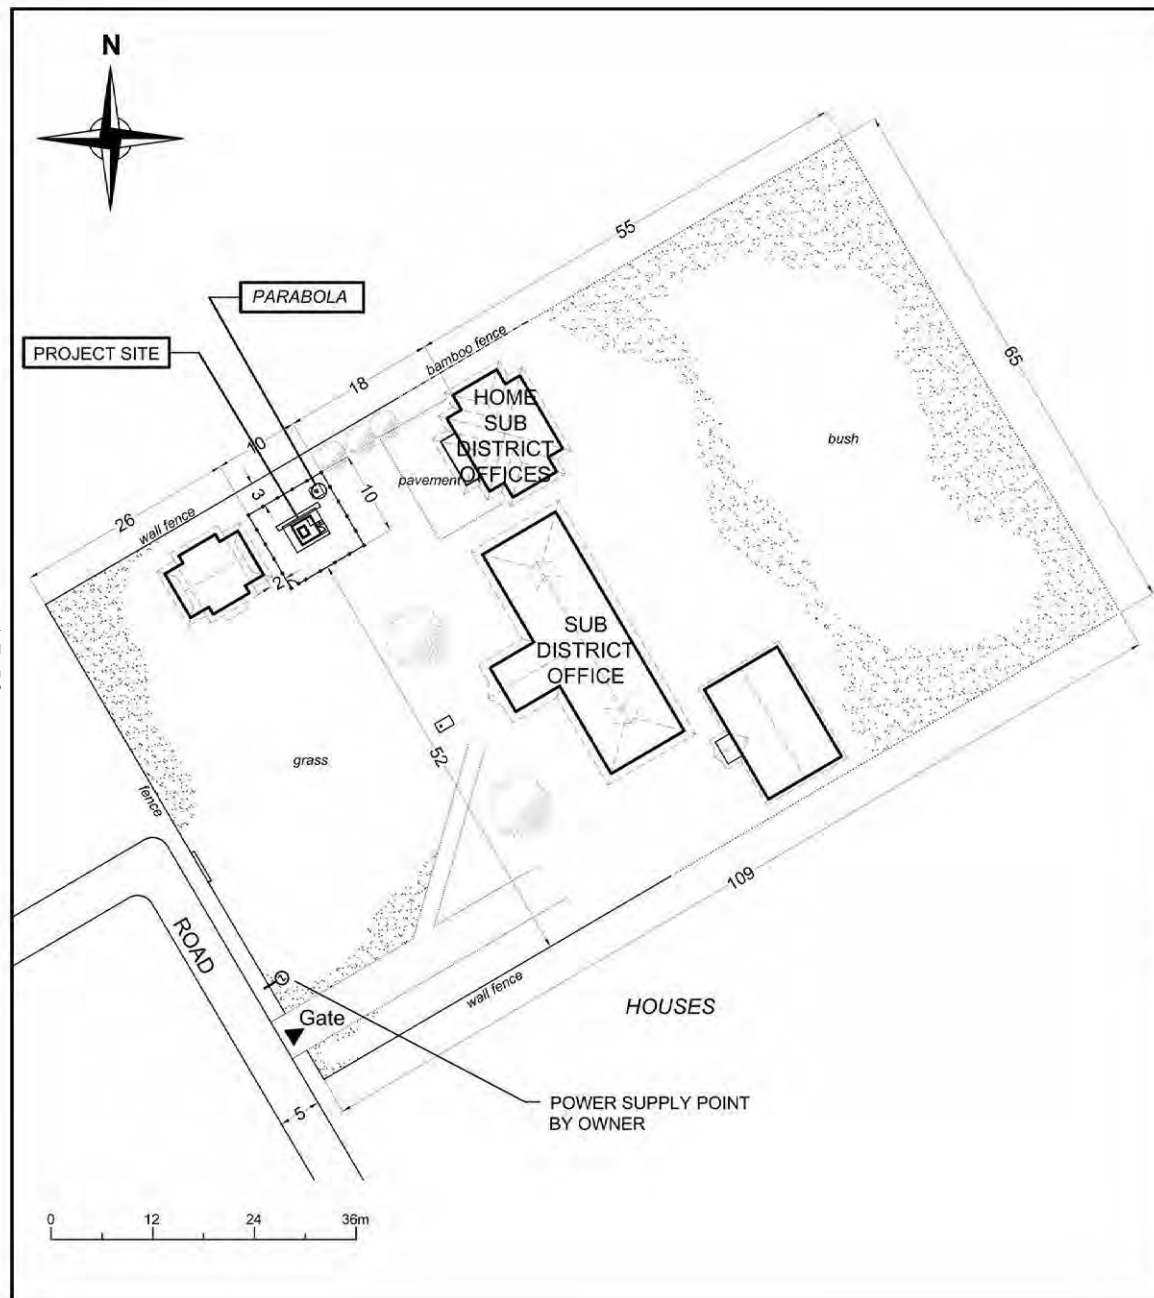 N
PARABOLA
PROJECT SITE
55
65
bamboo fence
18
10
3
26
wall fence
10
2
HOME
SUB
DISTRICT
OFFICES
pavement
bush
SUB
DISTRICT
OFFICE
52
grass
fence
ROAD
109
wall fence
HOUSES
Gate
5
POWER SUPPLY POINT
BY OWNER
0 12 24 36m